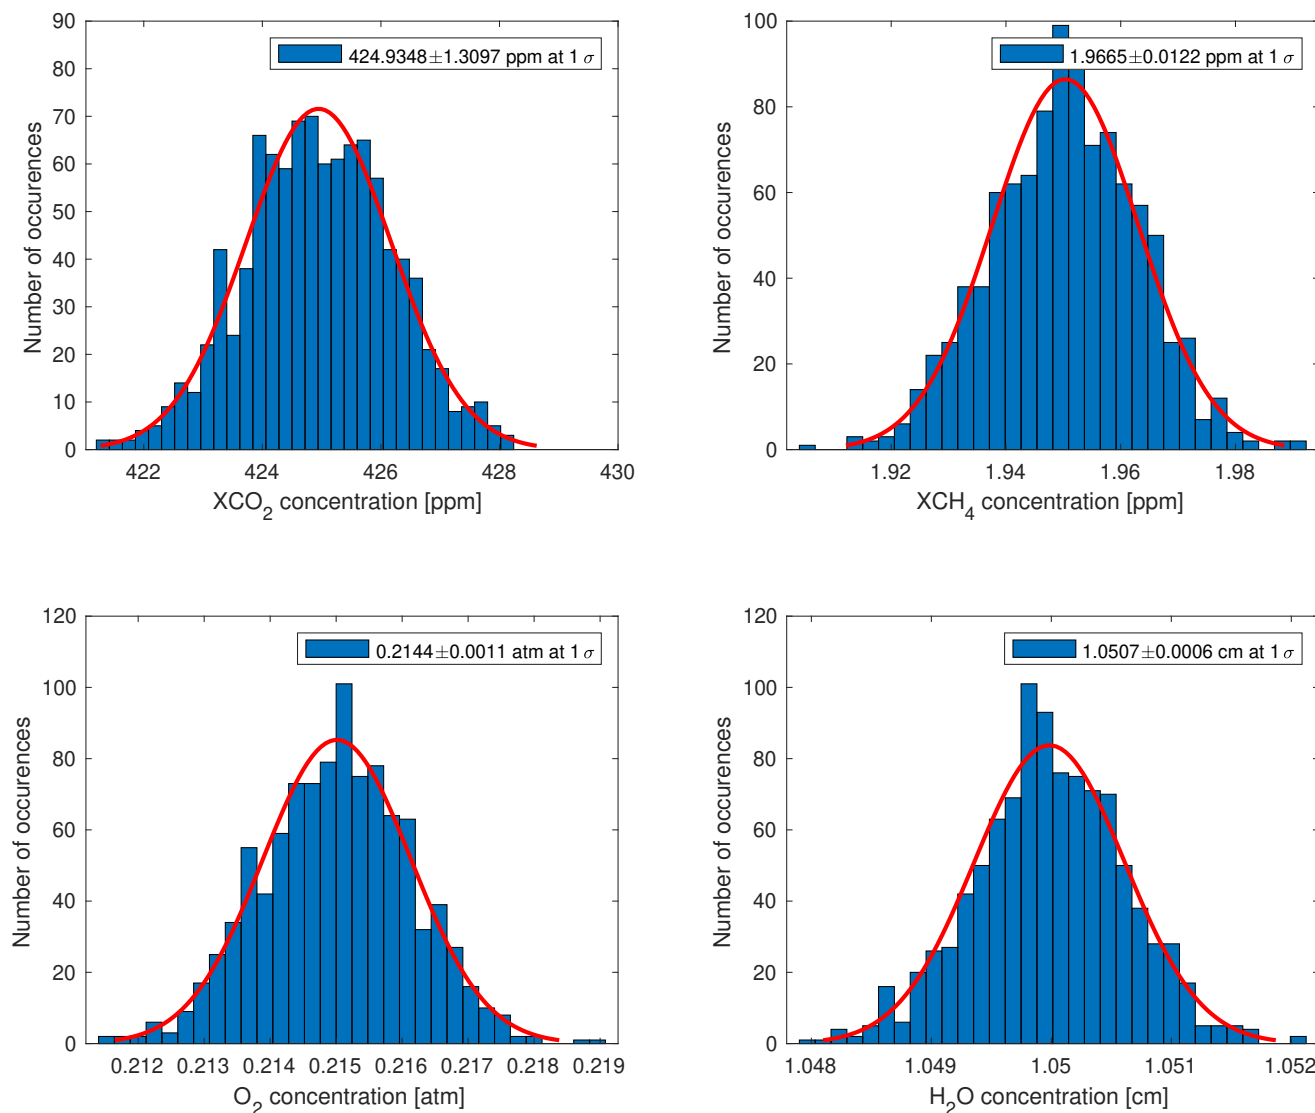 90
80
70
60
50
40
30
20
10
0
Number of occurences
424.9348±1.3097 ppm at 1 σ
422 424 426 428 430
XCO2 concentration [ppm]
100
80
60
40
20
0
Number of occurences
1.9665±0.0122 ppm at 1 σ
1.92 1.94 1.96 1.98
XCH4 concentration [ppm]
120
100
80
60
40
20
0
Number of occurences
0.2144±0.0011 atm at 1 σ
0.212 0.213 0.214 0.215 0.216 0.217 0.218 0.219
O2 concentration [atm]
120
100
80
60
40
20
0
Number of occurences
1.0507±0.0006 cm at 1 σ
1.048 1.049 1.05 1.051 1.052
H2O concentration [cm]